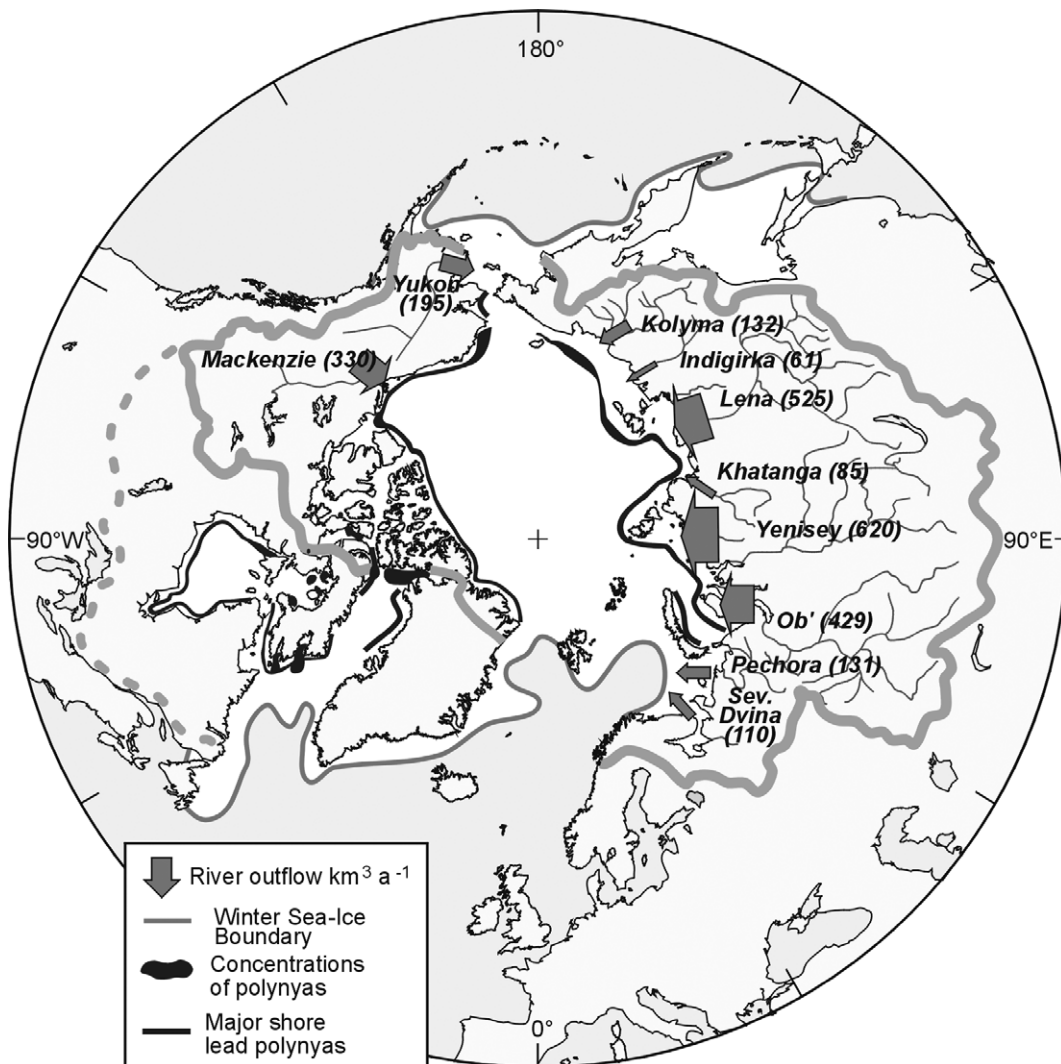 180°
Yukon
(195)
Kolyma (132)
Mackenzie (330)
Indigirka (61)
Lena (525)
Khatanga (85)
Yenisey (620)
90°W
90°E
Ob' (429)
Pechora (131)
Sev.
Dvina
(110)
River outflow km³ a⁻¹
Winter Sea-Ice
Boundary
Concentrations
of polynyas
Major shore
lead polynyas
0°